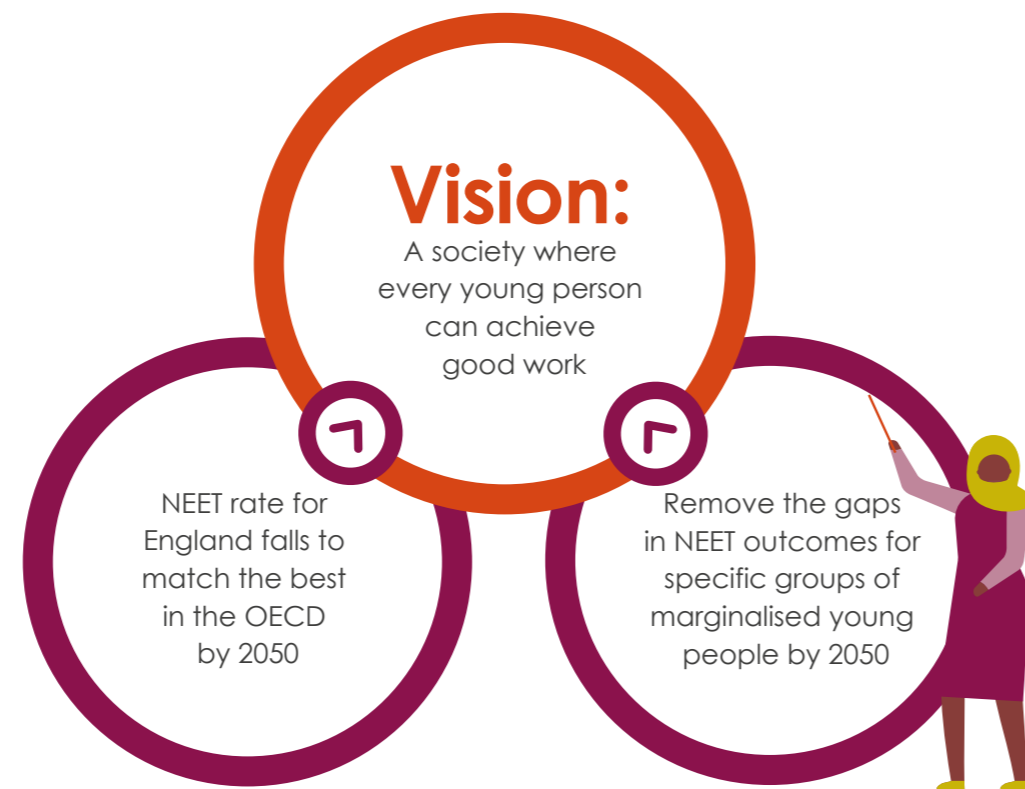 Vision:
A society where
every young person
can achieve
good work
NEET rate for
England falls to
match the best
in the OECD
by 2050
Remove the gaps
in NEET outcomes for
specific groups of
marginalised young
people by 2050